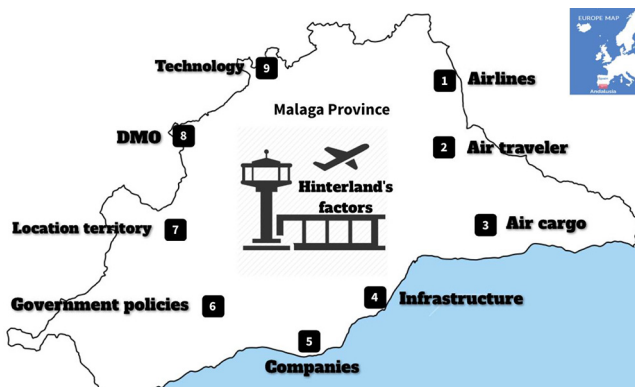 EUROPE MAP
Andalusia
Technology 9
1 Airlines
Malaga Province
DMO 8
2 Air traveler
Hinterland's
factors
Location territory 7
3 Air cargo
Government policies 6
4 Infrastructure
5
Companies